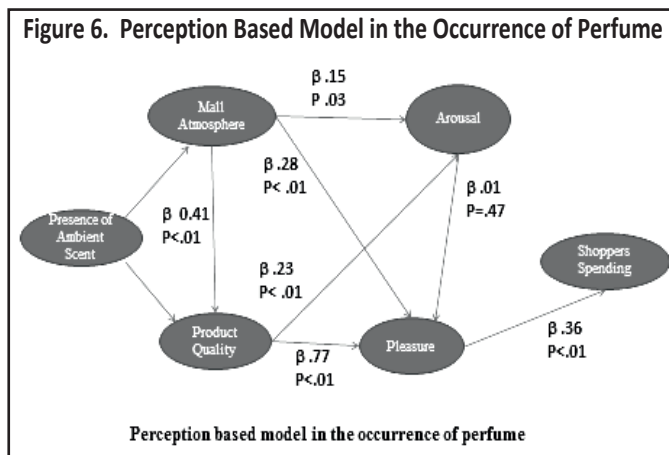 Figure 6. Perception Based Model in the Occurrence of Perfume
β .15
P .03
Mall
Atmosphere
Arousal
β .28
P< .01
β .01
P=.47
Presence of
Ambient
Scent
β 0.41
P<.01
Shoppers
Spending
β .23
P< .01
Product
Quality
Pleasure
β .36
P<.01
β .77
P<.01
Perception based model in the occurrence of perfume